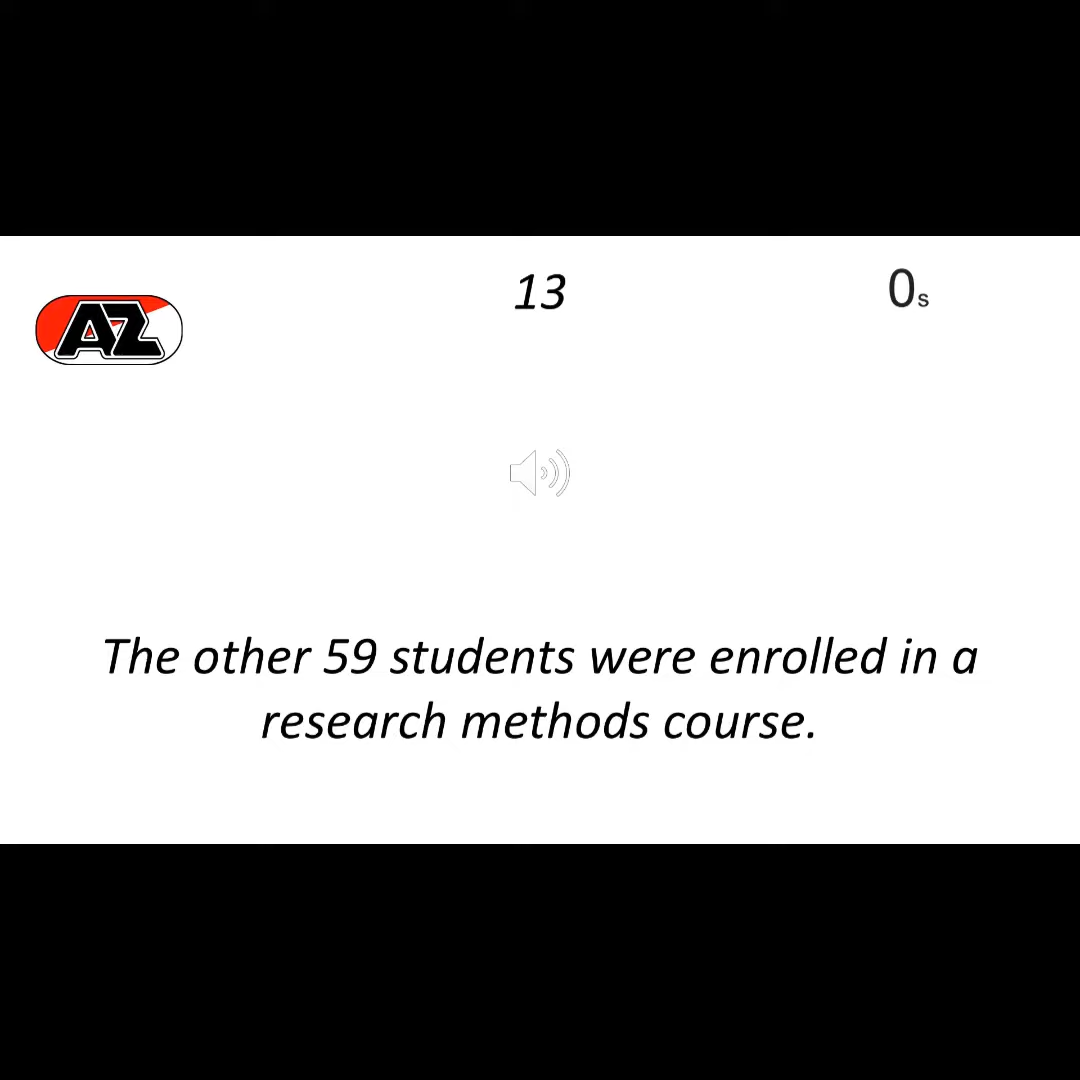 AZ
13
0s
The other 59 students were enrolled in a
research methods course.